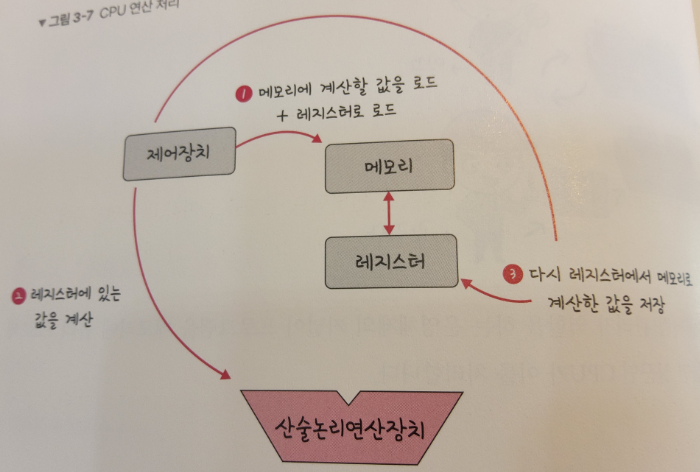 ▼그림 3-7 CPU 연산 처리
1 메모리에 계산할 값을 로드
+ 레지스터로 로드
제어장치
메모리
레지스터
2 레지스터에 있는
값을 계산
3 다시 레지스터에서 메모리로
계산한 값을 저장
산술논리연산장치